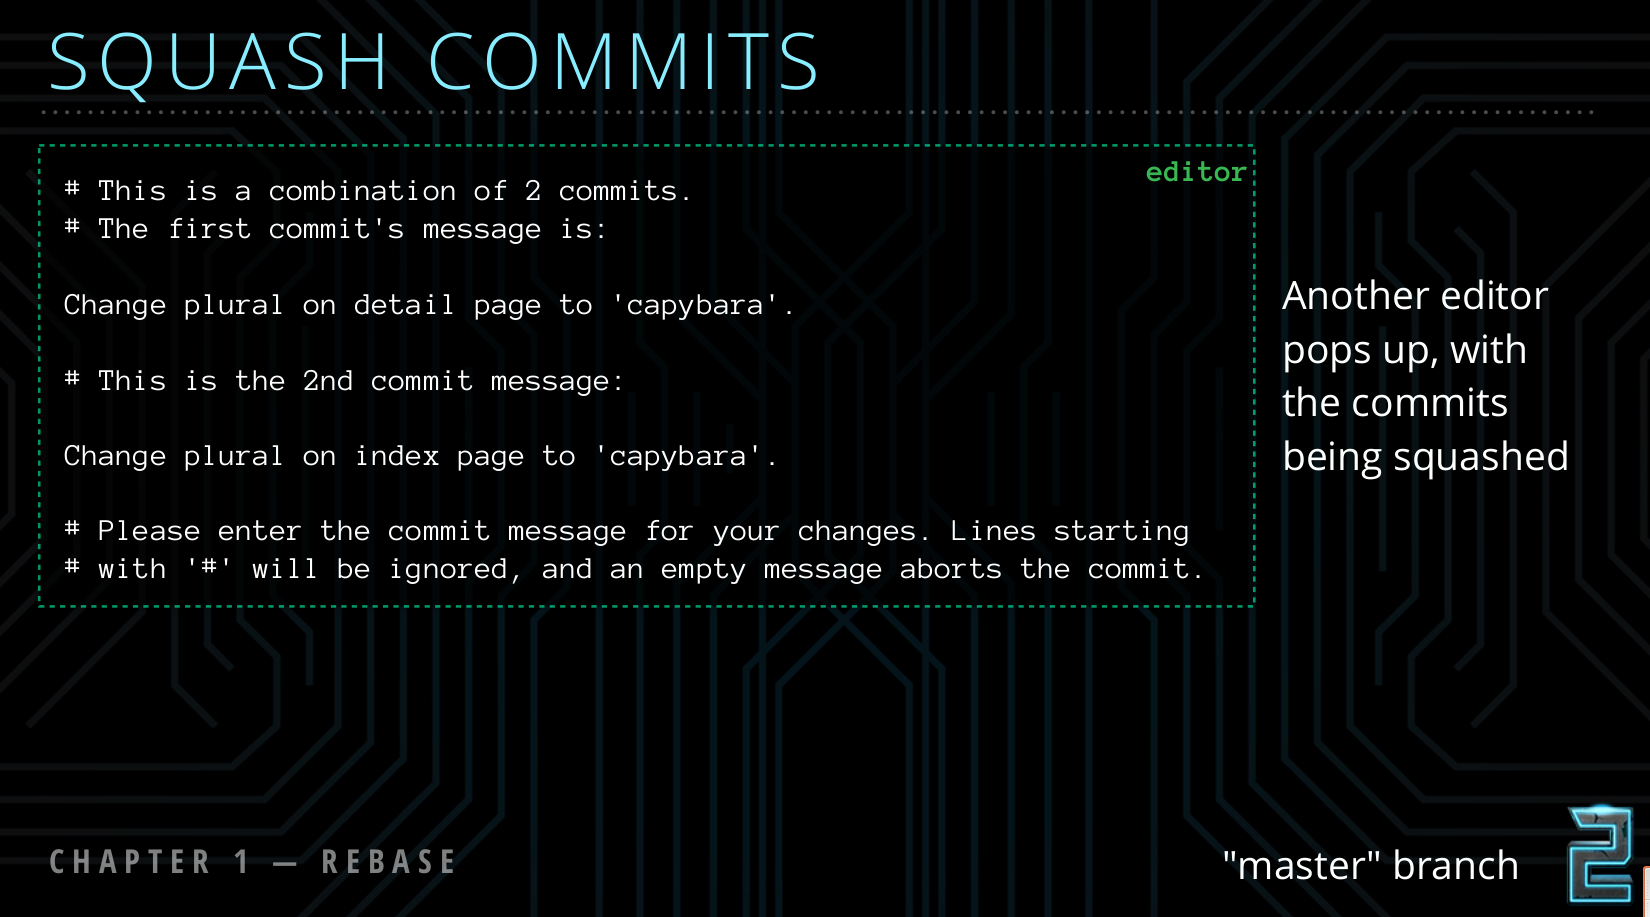 SQUASH COMMITS
editor
# This is a combination of 2 commits.
# The first commit's message is:
Change plural on detail page to 'capybara'.
# This is the 2nd commit message:
Change plural on index page to 'capybara'.
# Please enter the commit message for your changes. Lines starting
# with '#' will be ignored, and an empty message aborts the commit.
Another editor
pops up, with
the commits
being squashed
CHAPTER 1 — REBASE
"master" branch
2